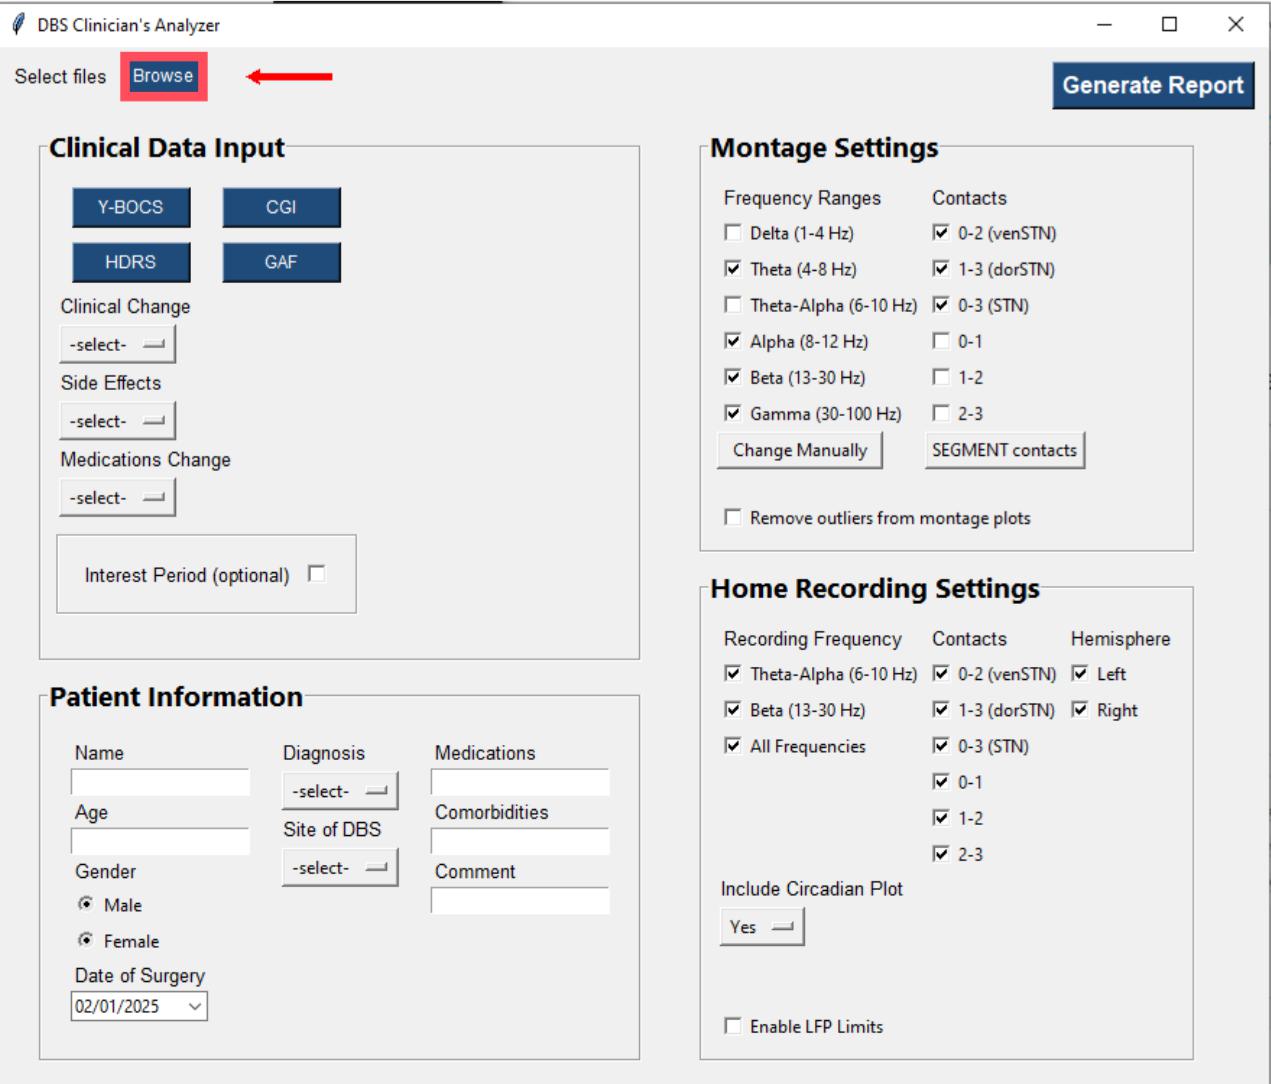 DBS Clinician's Analyzer
Select files Browse
Generate Report
Clinical Data Input
Y-BOCS CGI
HDRS GAF
Clinical Change
-select-
Side Effects
-select-
Medications Change
-select-
Interest Period (optional)
Patient Information
Name Diagnosis Medications
-select-
Age Site of DBS Comorbidities
-select-
Gender Comment
Male
Female
Date of Surgery
02/01/2025
Montage Settings
Frequency Ranges Contacts
Delta (1-4 Hz) 0-2 (venSTN)
Theta (4-8 Hz) 1-3 (dorSTN)
Theta-Alpha (6-10 Hz) 0-3 (STN)
Alpha (8-12 Hz) 0-1
Beta (13-30 Hz) 1-2
Gamma (30-100 Hz) 2-3
Change Manually SEGMENT contacts
Remove outliers from montage plots
Home Recording Settings
Recording Frequency Contacts Hemisphere
Theta-Alpha (6-10 Hz) 0-2 (venSTN) Left
Beta (13-30 Hz) 1-3 (dorSTN) Right
All Frequencies 0-3 (STN)
0-1
1-2
2-3
Include Circadian Plot
Yes
Enable LFP Limits